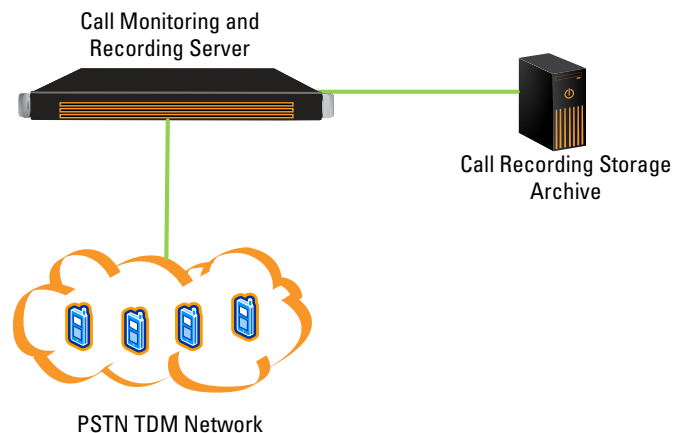 Call Monitoring and
Recording Server
Call Recording Storage
Archive
PSTN TDM Network